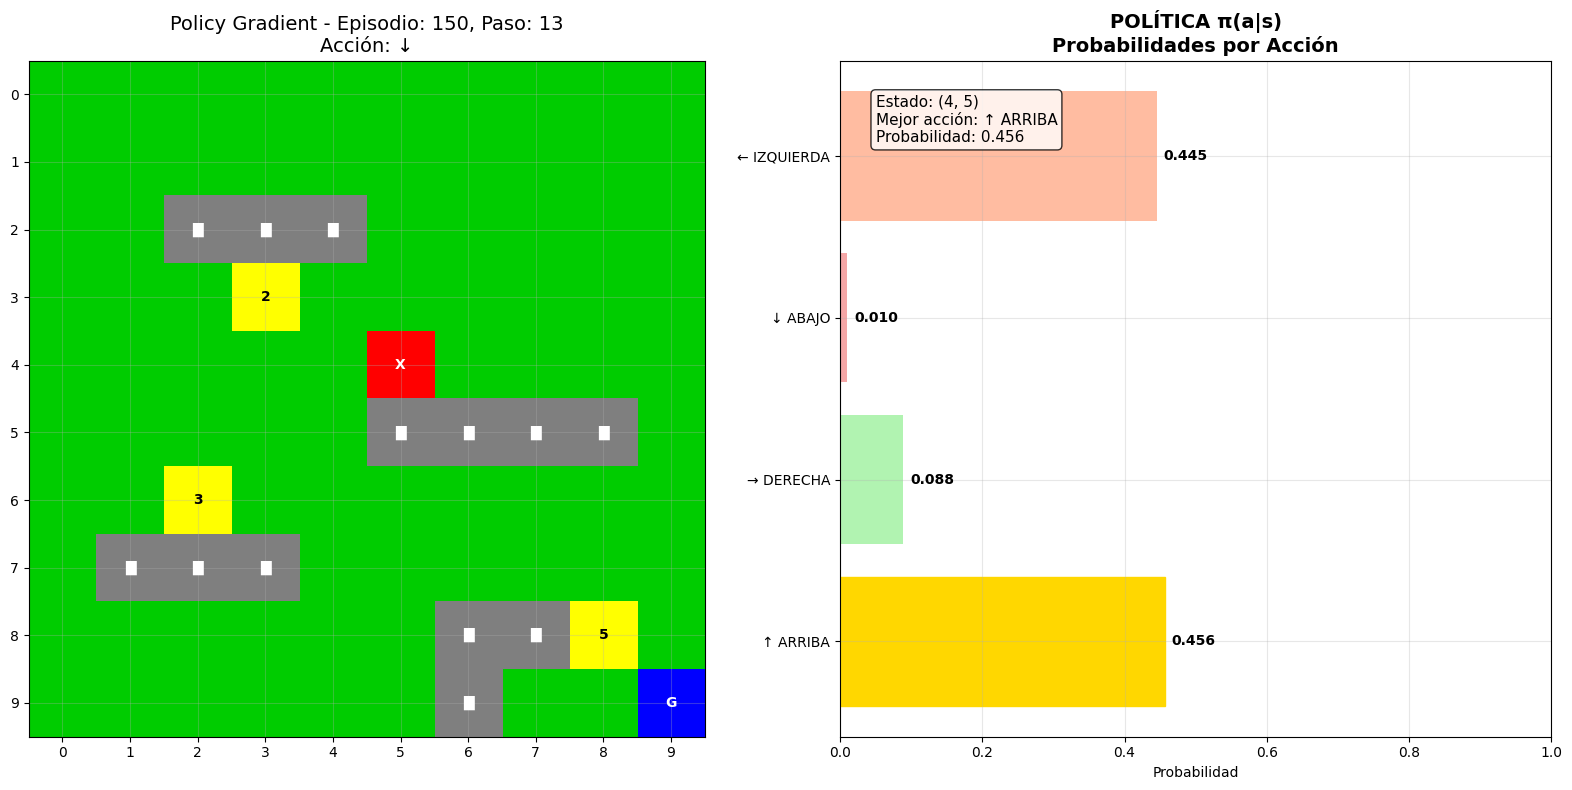 Policy Gradient - Episodio: 150, Paso: 13
Acción: ↓
0
1
2
3
4
5
6
7
8
9
2
X
3
5
G
0 1 2 3 4 5 6 7 8 9
POLÍTICA π(a|s)
Probabilidades por Acción
Estado: (4, 5)
Mejor acción: ↑ ARRIBA
Probabilidad: 0.456
← IZQUIERDA 0.445
↓ ABAJO 0.010
→ DERECHA 0.088
↑ ARRIBA 0.456
0.0 0.2 0.4 0.6 0.8 1.0
Probabilidad